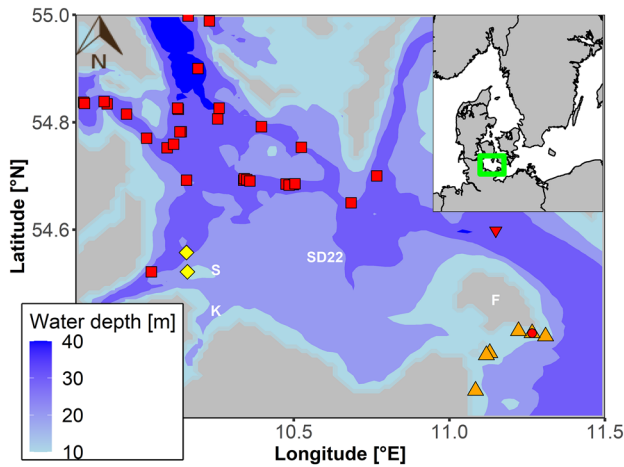 55.0
N
54.8
Latitude [°N]
54.6
SD22
S
F
K
Water depth [m]
40
30
20
10
10.5
11.0
11.5
Longitude [°E]